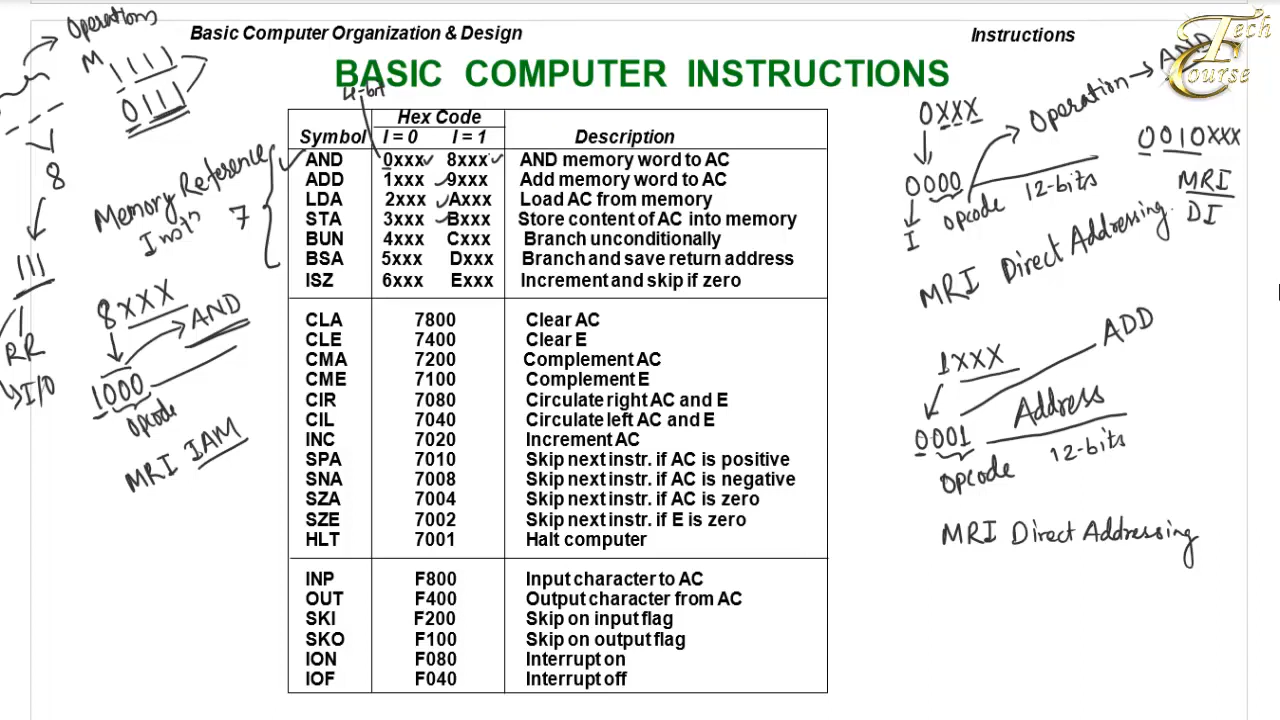 Operations
Basic Computer Organization & Design
Instructions
Tech
Course
BASIC COMPUTER INSTRUCTIONS
M 1111
0111
4-bit
Hex Code
Symbol I = 0 I = 1 Description
AND 0xxx 8xxx AND memory word to AC
ADD 1xxx 9xxx Add memory word to AC
LDA 2xxx Axxx Load AC from memory
STA 3xxx Bxxx Store content of AC into memory
BUN 4xxx Cxxx Branch unconditionally
BSA 5xxx Dxxx Branch and save return address
ISZ 6xxx Exxx Increment and skip if zero
CLA 7800 Clear AC
CLE 7400 Clear E
CMA 7200 Complement AC
CME 7100 Complement E
CIR 7080 Circulate right AC and E
CIL 7040 Circulate left AC and E
INC 7020 Increment AC
SPA 7010 Skip next instr. if AC is positive
SNA 7008 Skip next instr. if AC is negative
SZA 7004 Skip next instr. if AC is zero
SZE 7002 Skip next instr. if E is zero
HLT 7001 Halt computer
INP F800 Input character to AC
OUT F400 Output character from AC
SKI F200 Skip on input flag
SKO F100 Skip on output flag
ION F080 Interrupt on
IOF F040 Interrupt off
8
111
RR
I/O
Memory Reference
Instⁿ 7
8XXX
AND
1000
opcode
MRI IAM
0XXX
Operation → AND
0010XXX
0000
12-bits
I
opcode
MRI
DI
MRI Direct Addressing.
1XXX
ADD
Address
0001
12-bits
opcode
MRI Direct Addressing